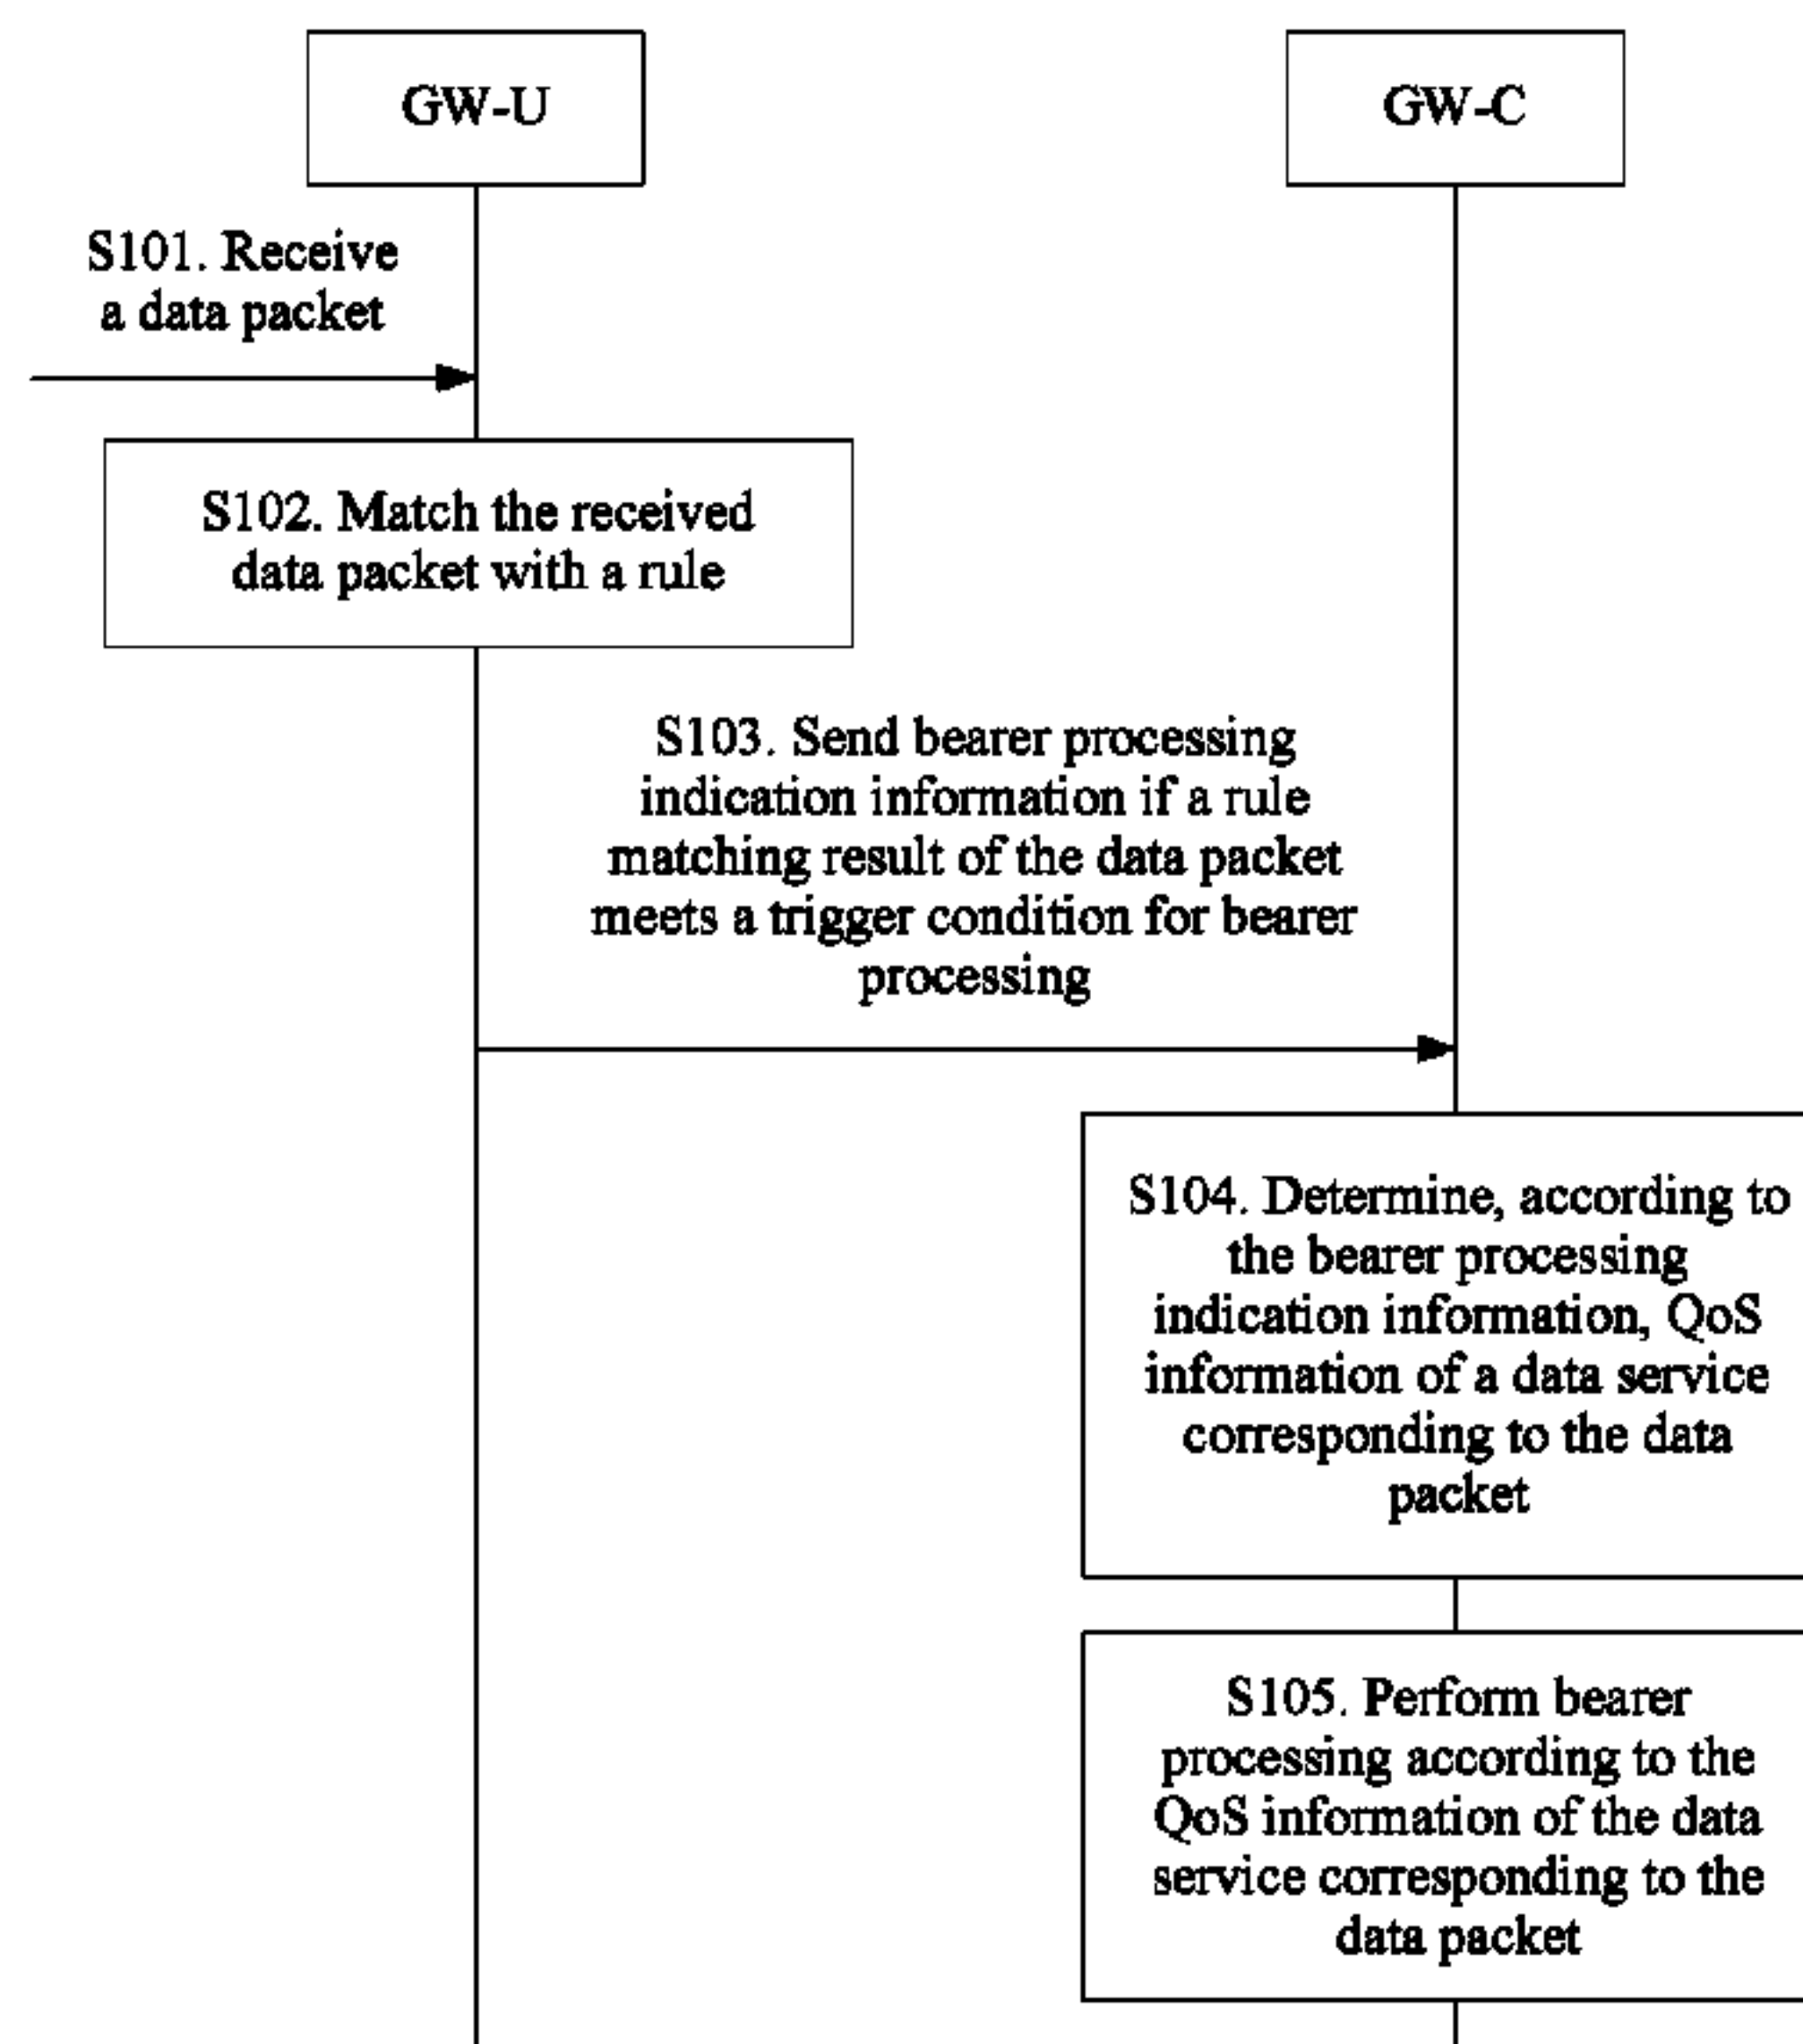 GW-U
GW-C
S101. Receive
a data packet
S102. Match the received
data packet with a rule
S103. Send bearer processing
indication information if a rule
matching result of the data packet
meets a trigger condition for bearer
processing
S104. Determine, according to
the bearer processing
indication information, QoS
information of a data service
corresponding to the data
packet
S105. Perform bearer
processing according to the
QoS information of the data
service corresponding to the
data packet